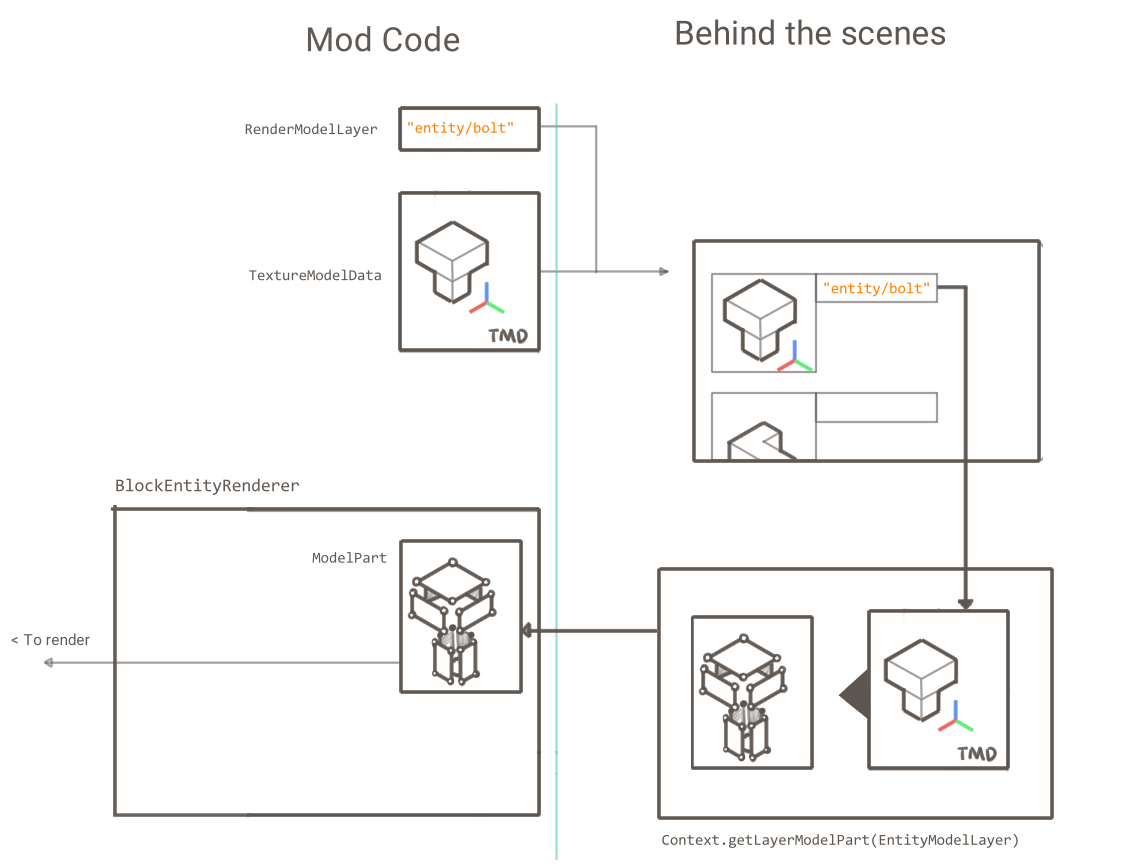 Mod Code
Behind the scenes
RenderModelLayer
"entity/bolt"
TextureModelData
TMD
"entity/bolt"
BlockEntityRenderer
ModelPart
< To render
TMD
Context.getLayerModelPart(EntityModelLayer)